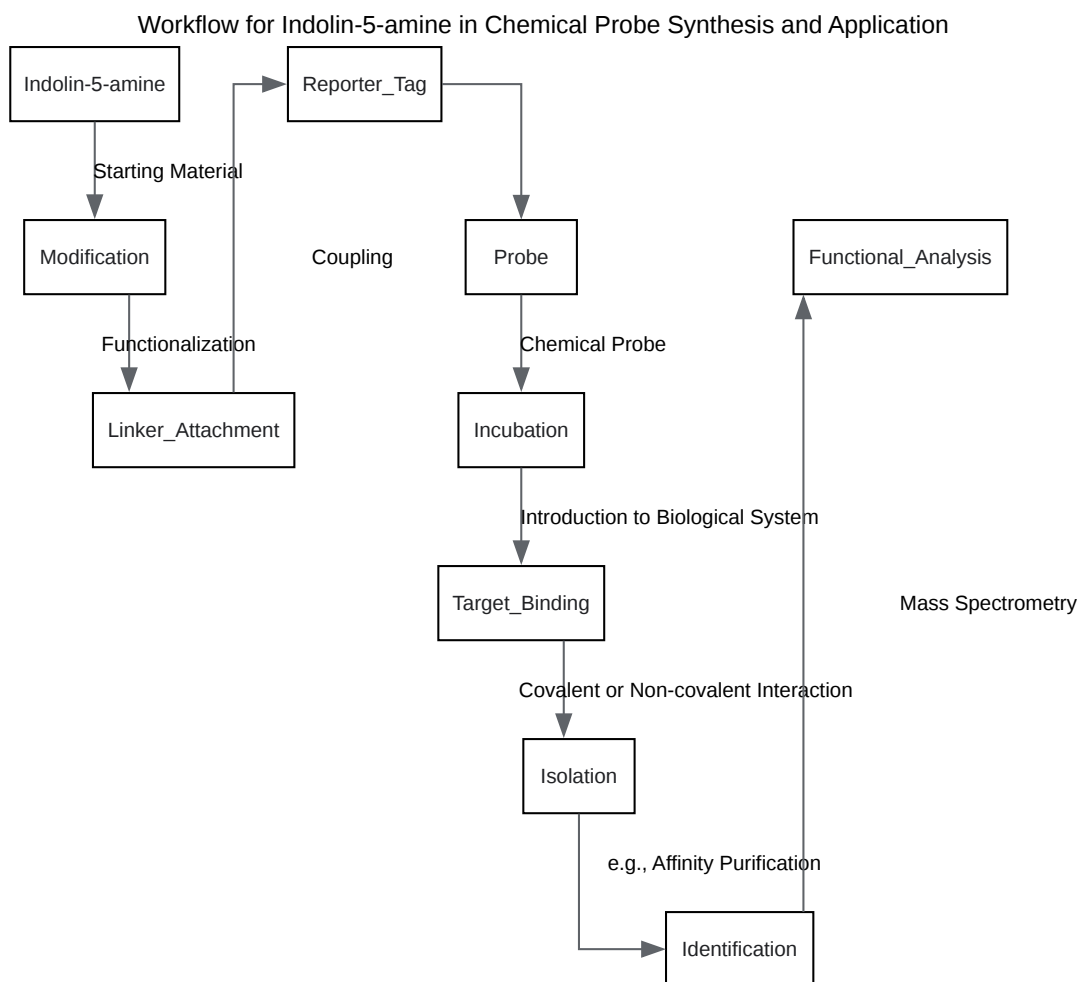 Workflow for Indolin-5-amine in Chemical Probe Synthesis and Application
Indolin-5-amine
Reporter_Tag
Starting Material
Modification
Coupling
Probe
Functional_Analysis
Functionalization
Chemical Probe
Linker_Attachment
Incubation
Introduction to Biological System
Target_Binding
Mass Spectrometry
Covalent or Non-covalent Interaction
Isolation
e.g., Affinity Purification
Identification